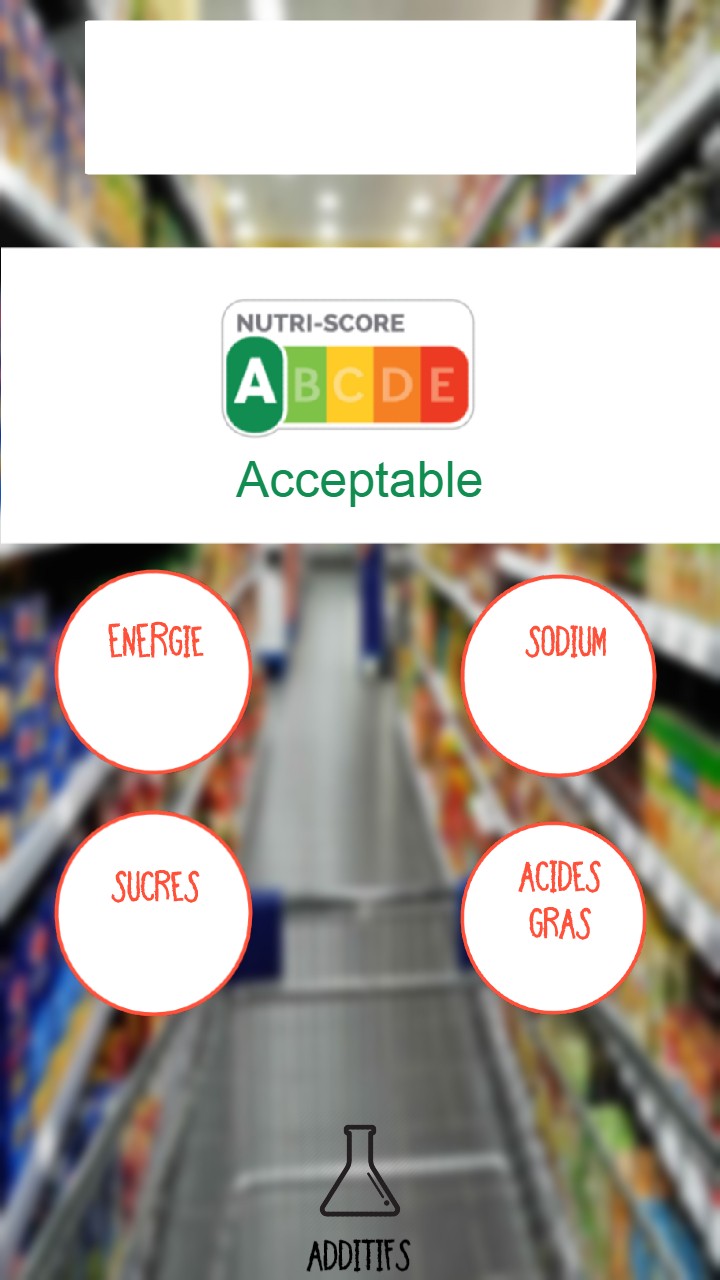 NUTRI-SCORE
A B C D E
Acceptable
ENERGIE
SODIUM
SUCRES
ACIDES
GRAS
ADDITIFS